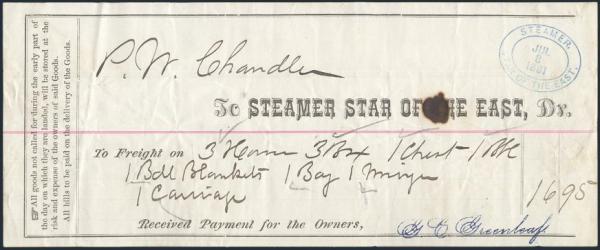 All goods not called for during the early part of
the day on which they are landed, will be stored at the
risk and expense of the owners of said Goods.
All bills to be paid on the delivery of the Goods.
P. W. Chandler
STEAMER.
JUL
8
1881
STAR OF THE EAST.
To STEAMER STAR OF THE EAST, Dr.
To Freight on 3 3 Box 1 Chest 1 Bbl
1 Bdl Blankets 1 Bag 1
1 Carriage
16 95
Received Payment for the Owners,
G. C. Greenleaf